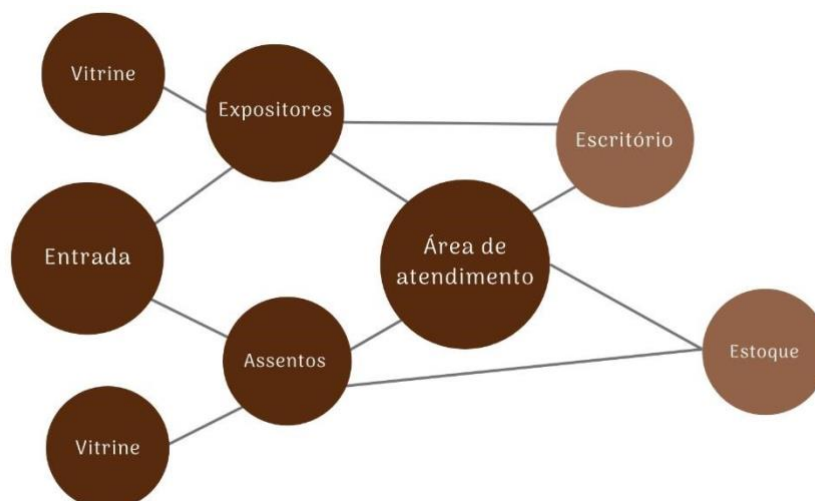 Vitrine
Expositores
Escritório
Entrada
Área de
atendimento
Assentos
Estoque
Vitrine